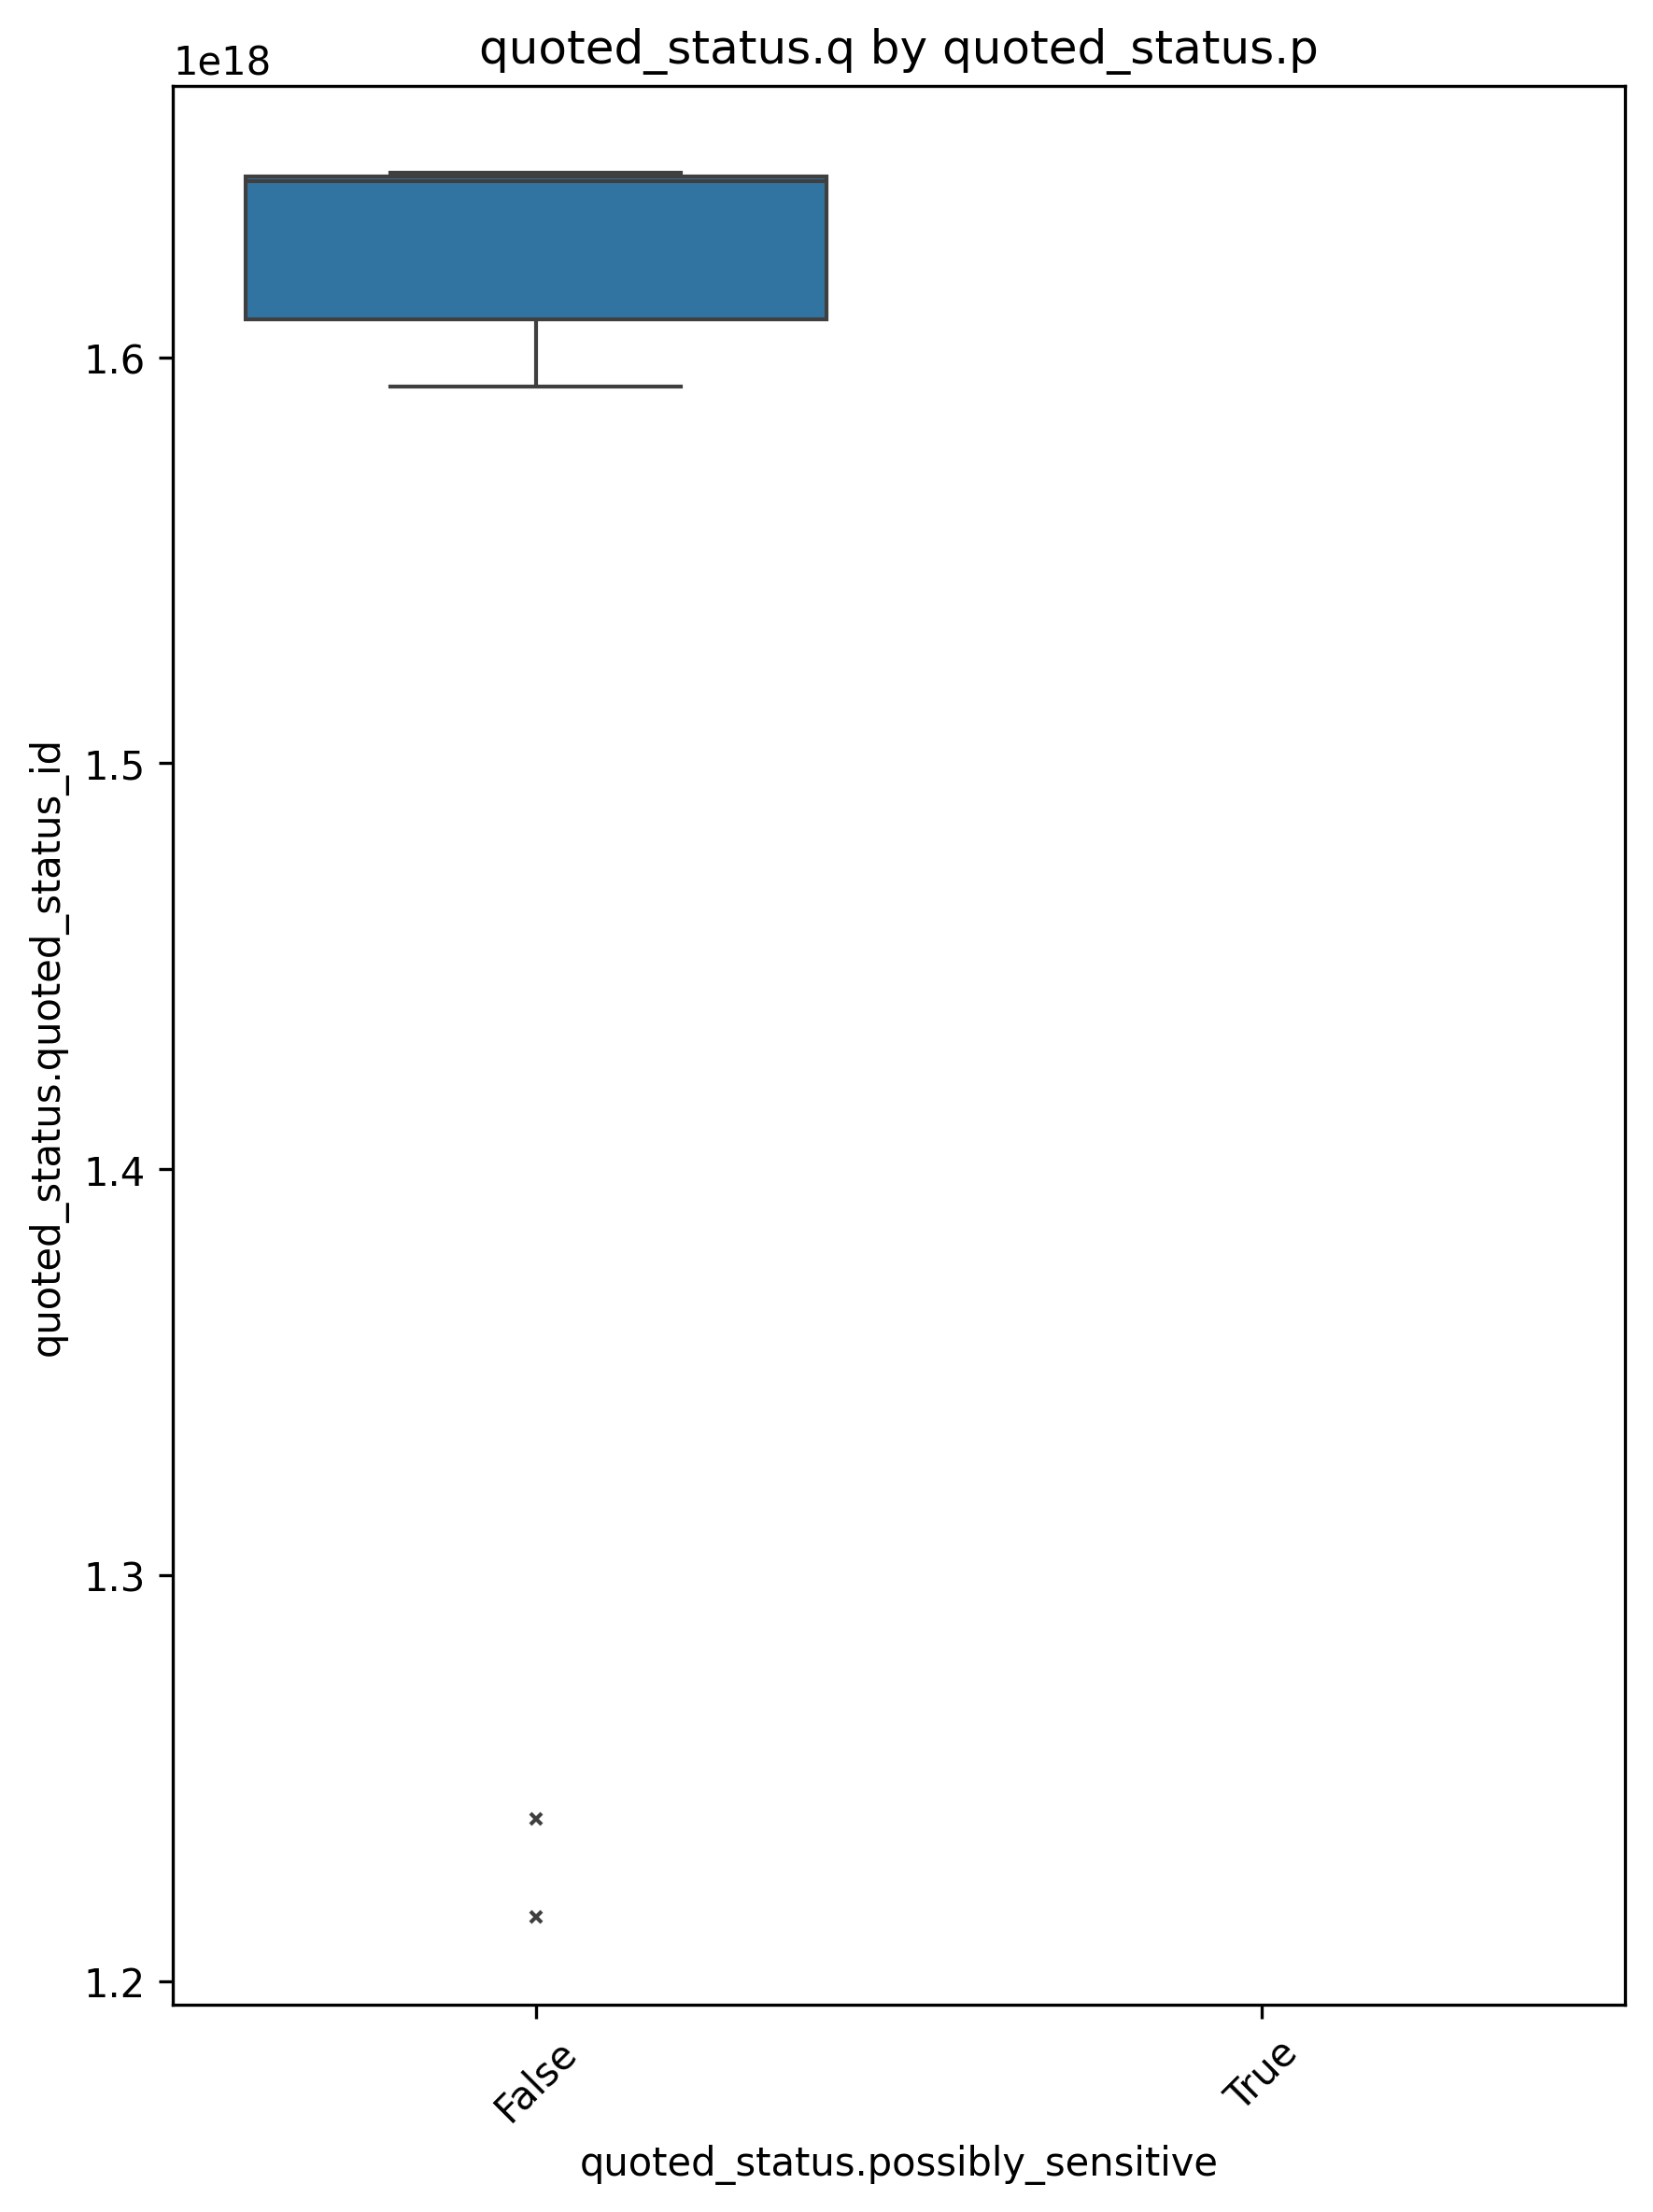 quoted_status.q by quoted_status.p
1e18
1.6
1.5
1.4
1.3
1.2
quoted_status.quoted_status_id
False
True
quoted_status.possibly_sensitive